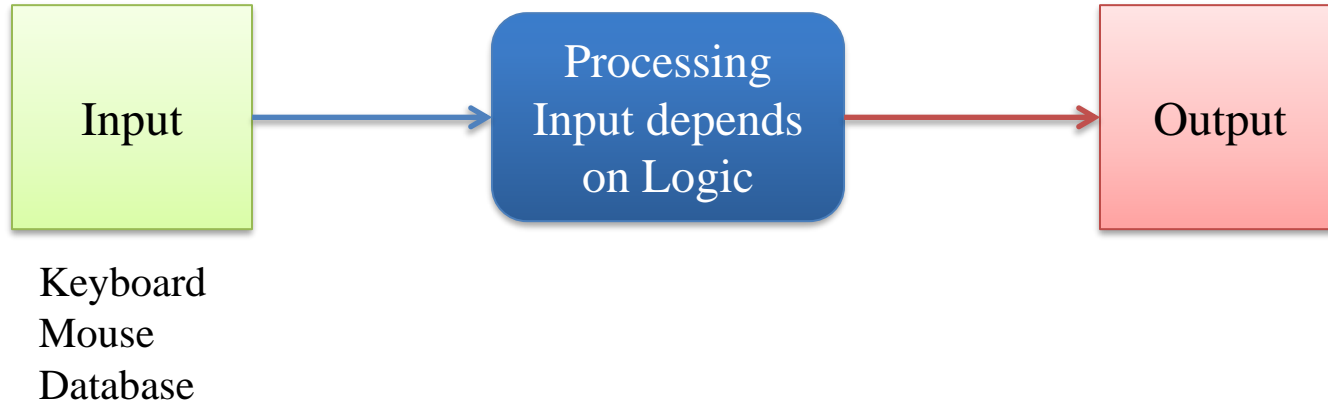 Input
Processing
Input depends
on Logic
Output
Keyboard
Mouse
Database